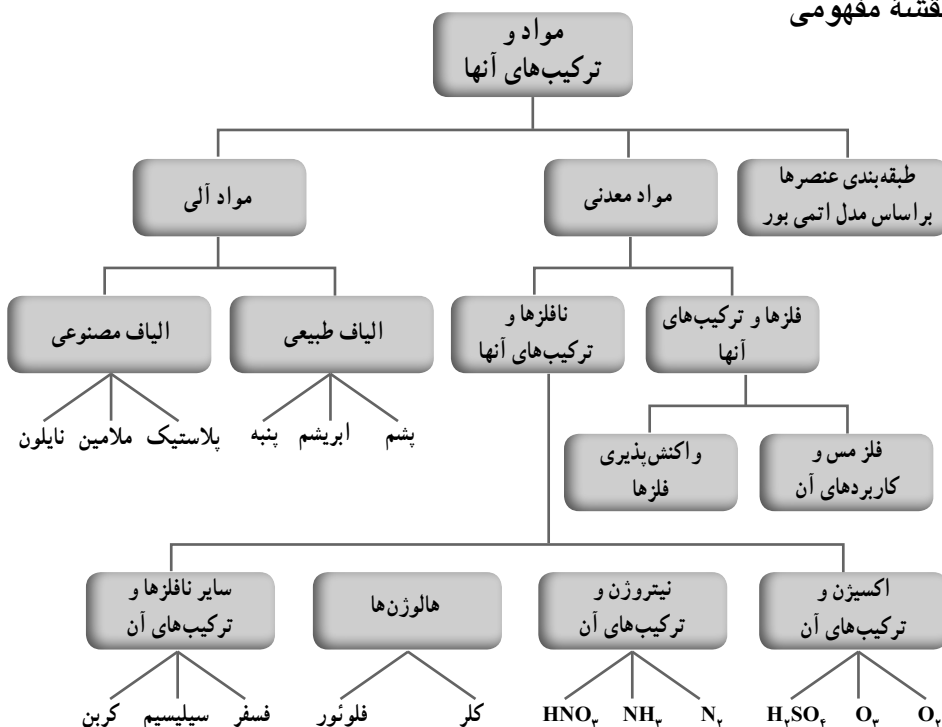 نقشهٔ مفهومی
مواد و
ترکیب‌های آنها
طبقه‌بندی عنصرها
براساس مدل اتمی بور
مواد معدنی
مواد آلی
فلزها و ترکیب‌های
آنها
نافلزها و
ترکیب‌های آنها
الیاف طبیعی
الیاف مصنوعی
پشم
ابریشم
پنبه
پلاستیک
ملامین
نایلون
فلز مس و
کاربردهای آن
واکنش‌پذیری
فلزها
اکسیژن و
ترکیب‌های آن
نیتروژن و
ترکیب‌های آن
هالوژن‌ها
سایر نافلزها و
ترکیب‌های آن
O₂
O₃
H₂SO₄
N₂
NH₃
HNO₃
کلر
فلوئور
فسفر
سیلیسیم
کربن